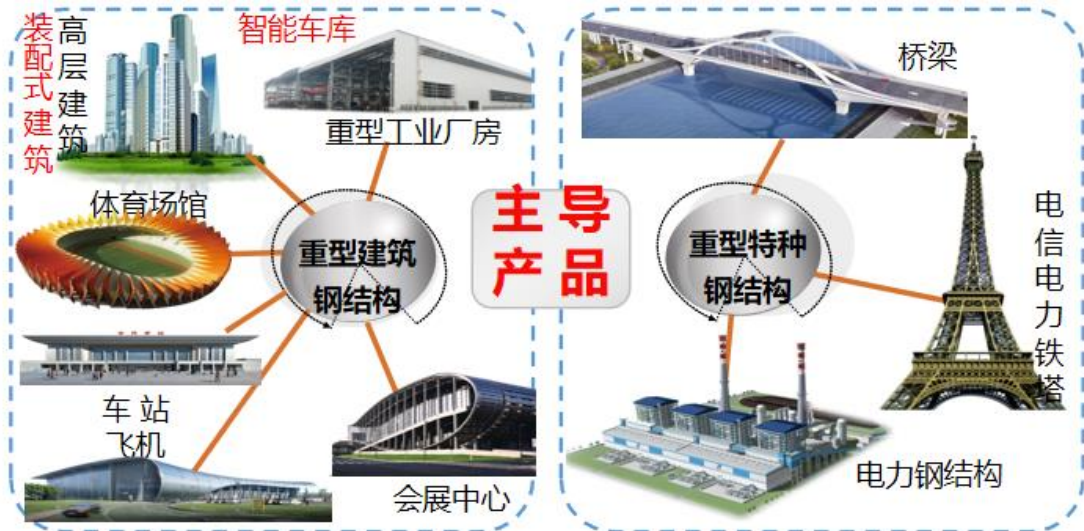 装配式建筑
高层建筑
智能车库
重型工业厂房
体育场馆
重型建筑
钢结构
车 站
飞机
会展中心
主 导
产 品
桥梁
重型特种
钢结构
电信电力铁塔
电力钢结构